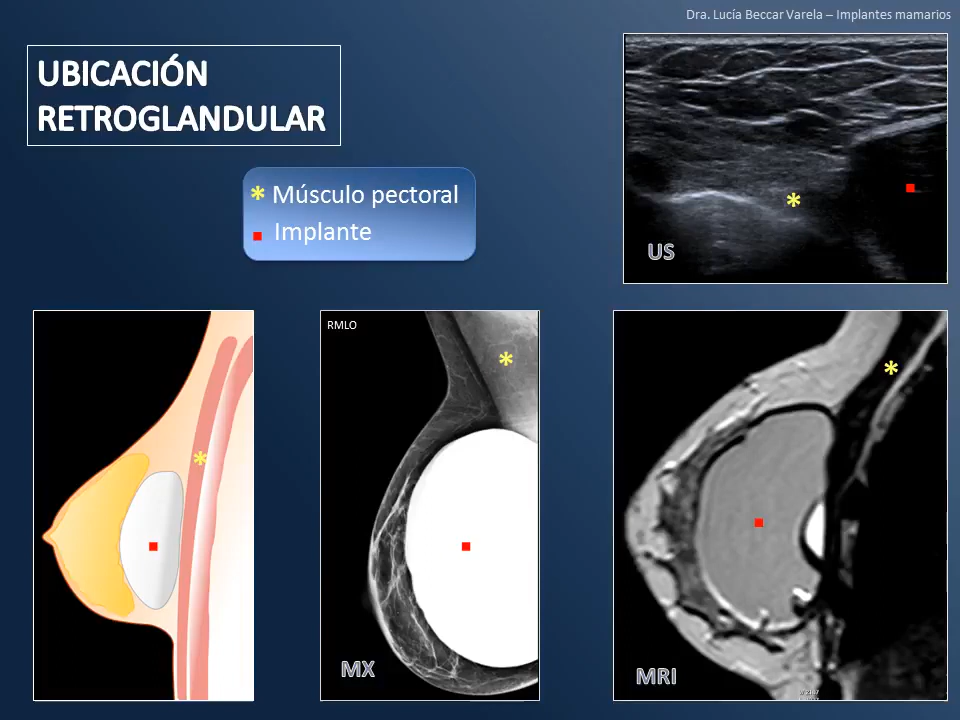 Dra. Lucía Beccar Varela – Implantes mamarios
UBICACIÓN
RETROGLANDULAR
* Músculo pectoral
Implante
US
RMLO
MX
MRI